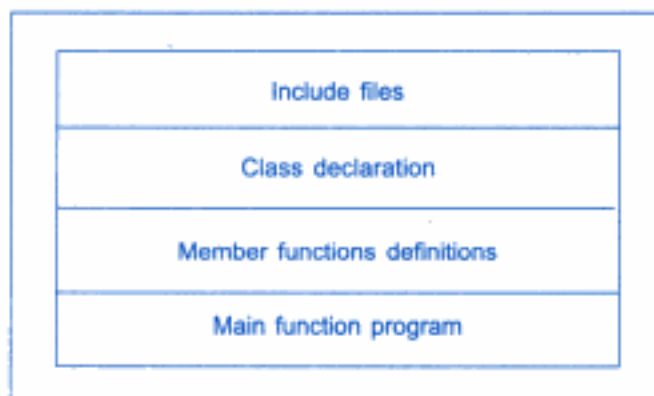 Include files
Class declaration
Member functions definitions
Main function program